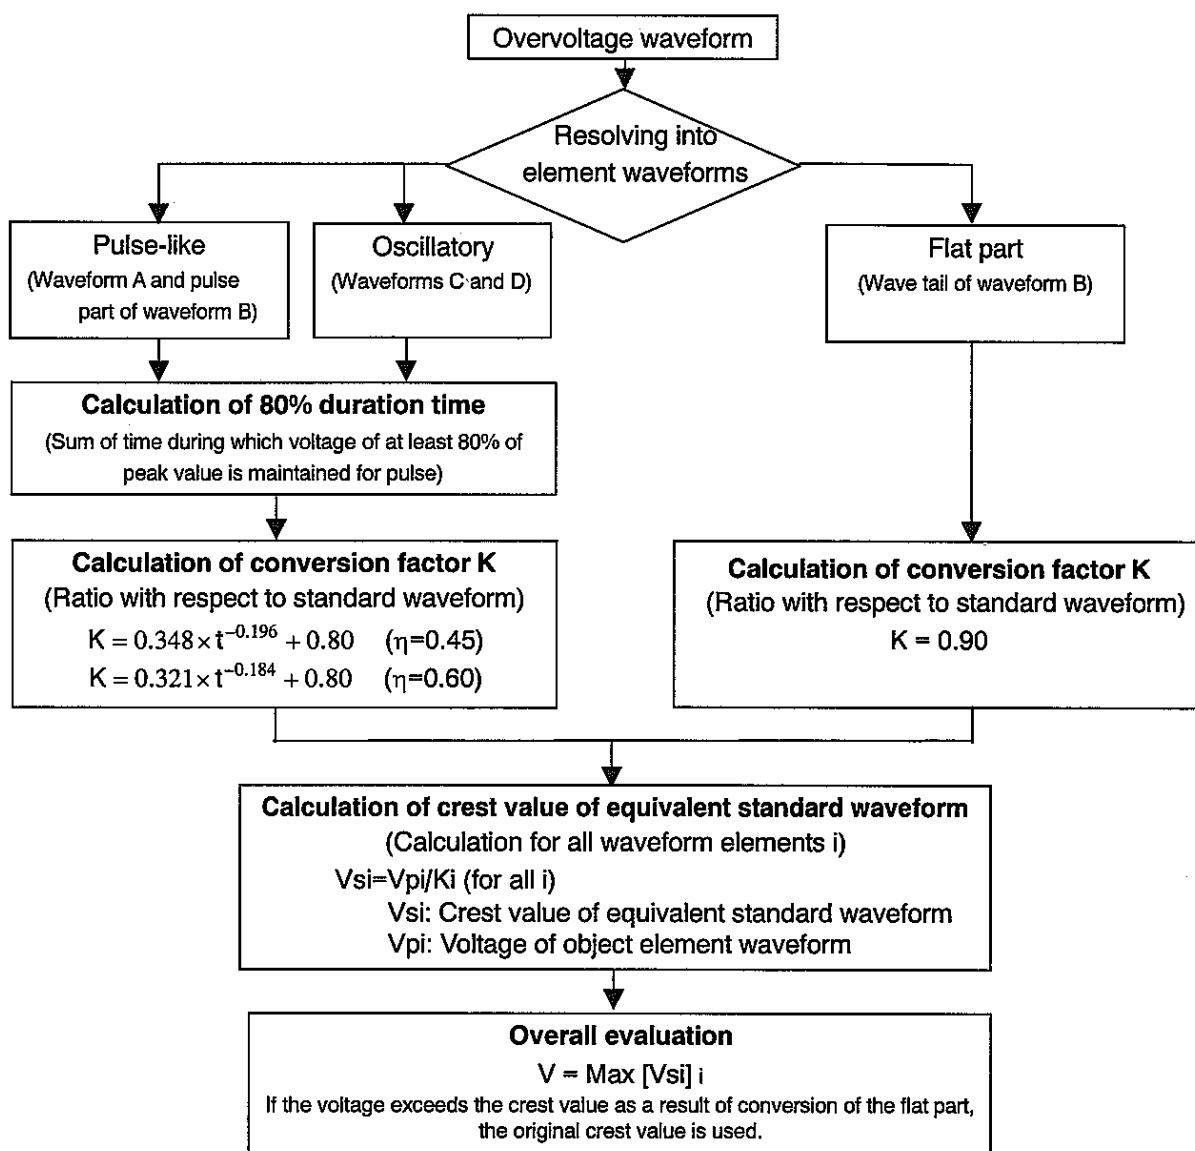 Overvoltage waveform
Resolving into
element waveforms
Pulse-like
(Waveform A and pulse
part of waveform B)
Oscillatory
(Waveforms C and D)
Flat part
(Wave tail of waveform B)
Calculation of 80% duration time
(Sum of time during which voltage of at least 80% of
peak value is maintained for pulse)
Calculation of conversion factor K
(Ratio with respect to standard waveform)
K = 0.348 × t^{-0.196} + 0.80 (η=0.45)
K = 0.321 × t^{-0.184} + 0.80 (η=0.60)
Calculation of conversion factor K
(Ratio with respect to standard waveform)
K = 0.90
Calculation of crest value of equivalent standard waveform
(Calculation for all waveform elements i)
Vsi=Vpi/Ki (for all i)
Vsi: Crest value of equivalent standard waveform
Vpi: Voltage of object element waveform
Overall evaluation
V = Max [Vsi] i
If the voltage exceeds the crest value as a result of conversion of the flat part,
the original crest value is used.